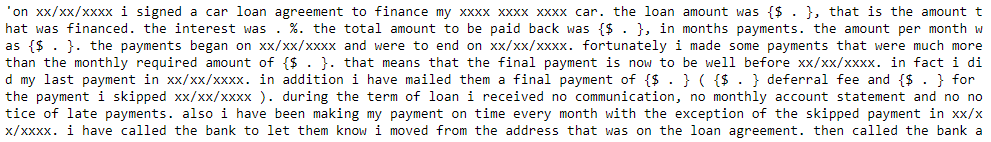 'on xx/xx/xxxx i signed a car loan agreement to finance my xxxx xxxx xxxx car. the loan amount was {$ . }, that is the amount t
hat was financed. the interest was . %. the total amount to be paid back was {$ . }, in months payments. the amount per month w
as {$ . }. the payments began on xx/xx/xxxx and were to end on xx/xx/xxxx. fortunately i made some payments that were much more
than the monthly required amount of {$ . }. that means that the final payment is now to be well before xx/xx/xxxx. in fact i di
d my last payment in xx/xx/xxxx. in addition i have mailed them a final payment of {$ . } ( {$ . } deferral fee and {$ . } for
the payment i skipped xx/xx/xxxx ). during the term of loan i received no communication, no monthly account statement and no no
tice of late payments. also i have been making my payment on time every month with the exception of the skipped payment in xx/x
x/xxxx. i have called the bank to let them know i moved from the address that was on the loan agreement. then called the bank a